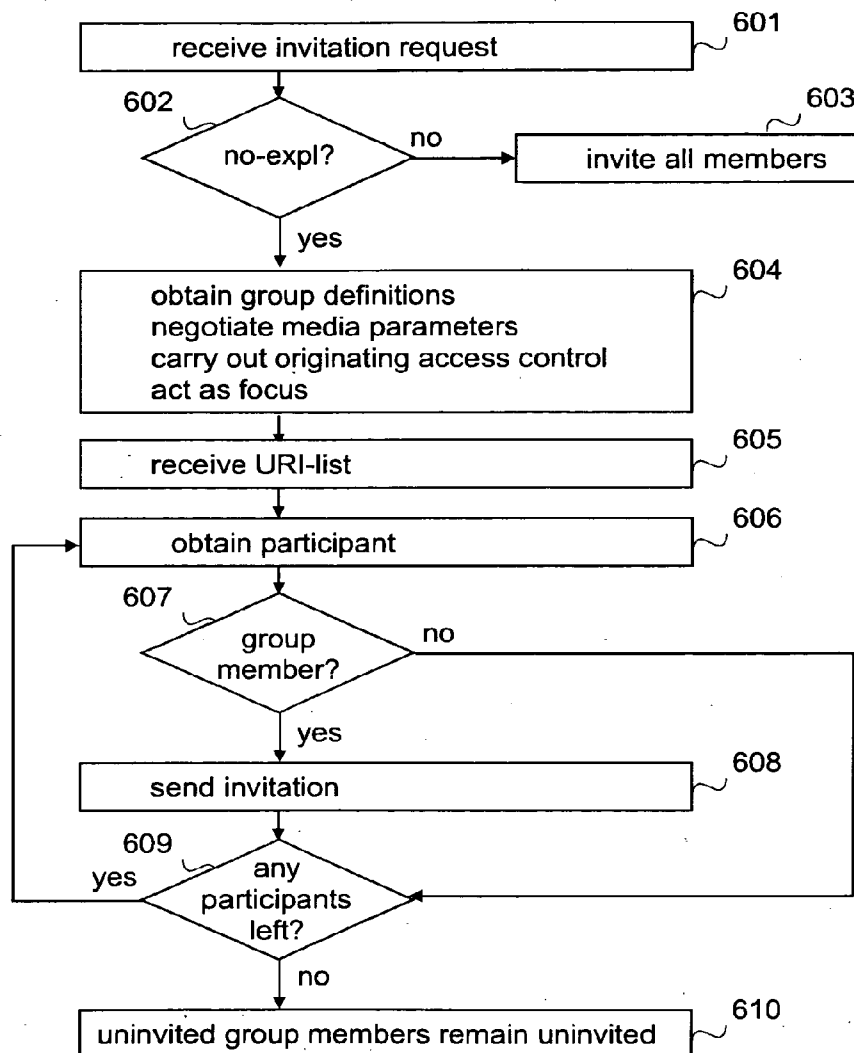 601
receive invitation request
602
603
no-expl?
no
invite all members
yes
604
obtain group definitions
negotiate media parameters
carry out originating access control
act as focus
605
receive URI-list
606
obtain participant
607
no
group
member?
yes
608
send invitation
609
yes
any
participants
left?
no
610
uninvited group members remain uninvited